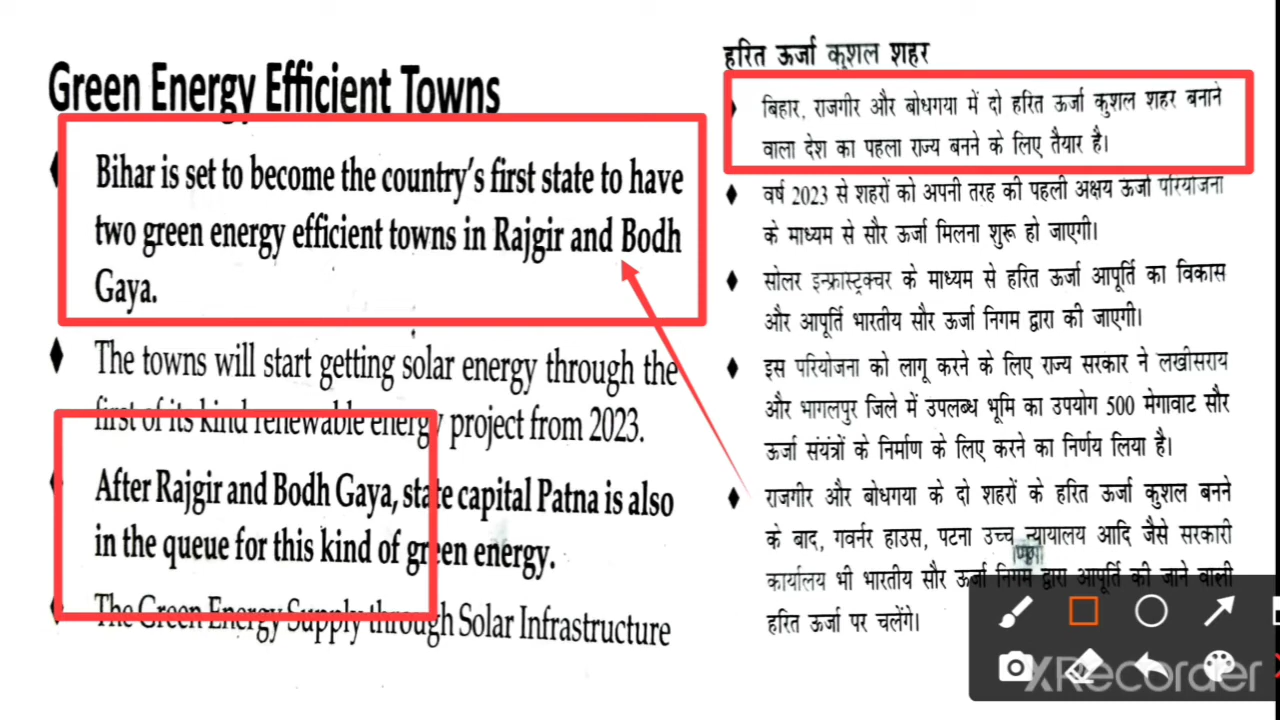 Green Energy Efficient Towns
♦ Bihar is set to become the country's first state to have
two green energy efficient towns in Rajgir and Bodh
Gaya.
♦ The towns will start getting solar energy through the
first of its kind renewable energy project from 2023.
♦ After Rajgir and Bodh Gaya, state capital Patna is also
in the queue for this kind of green energy.
♦ The Green Energy Supply through Solar Infrastructure
हरित ऊर्जा कुशल शहर
♦ बिहार, राजगीर और बोधगया में दो हरित ऊर्जा कुशल शहर बनाने
वाला देश का पहला राज्य बनने के लिए तैयार है।
♦ वर्ष 2023 से शहरों को अपनी तरह की पहली अक्षय ऊर्जा परियोजना
के माध्यम से सौर ऊर्जा मिलना शुरू हो जाएगी।
♦ सोलर इन्फ्रास्ट्रक्चर के माध्यम से हरित ऊर्जा आपूर्ति का विकास
और आपूर्ति भारतीय सौर ऊर्जा निगम द्वारा की जाएगी।
♦ इस परियोजना को लागू करने के लिए राज्य सरकार ने लखीसराय
और भागलपुर जिले में उपलब्ध भूमि का उपयोग 500 मेगावाट सौर
ऊर्जा संयंत्रों के निर्माण के लिए करने का निर्णय लिया है।
♦ राजगीर और बोधगया के दो शहरों के हरित ऊर्जा कुशल बनने
के बाद, गवर्नर हाउस, पटना उच्च न्यायालय आदि जैसे सरकारी
कार्यालय भी भारतीय सौर ऊर्जा निगम द्वारा आपूर्ति की जाने वाली
हरित ऊर्जा पर चलेंगे।
XRecorder